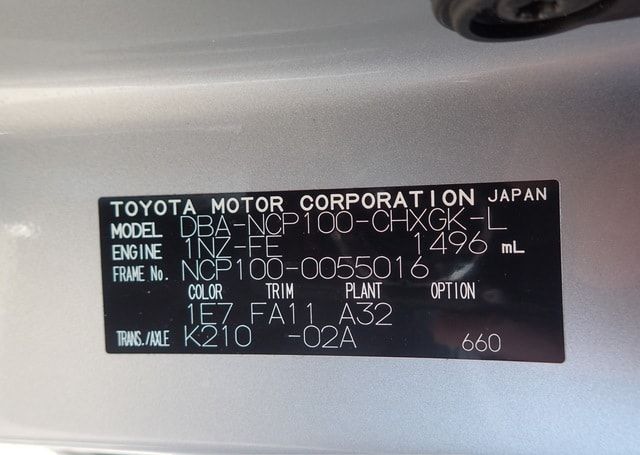 TOYOTA MOTOR CORPORATION JAPAN
MODEL DBA-NCP100-CHXGK-L
ENGINE 1NZ-FE 1496 mL
FRAME No. NCP100-0055016
COLOR TRIM PLANT OPTION
1E7 FA11 A32
TRANS./AXLE K210 -02A 660